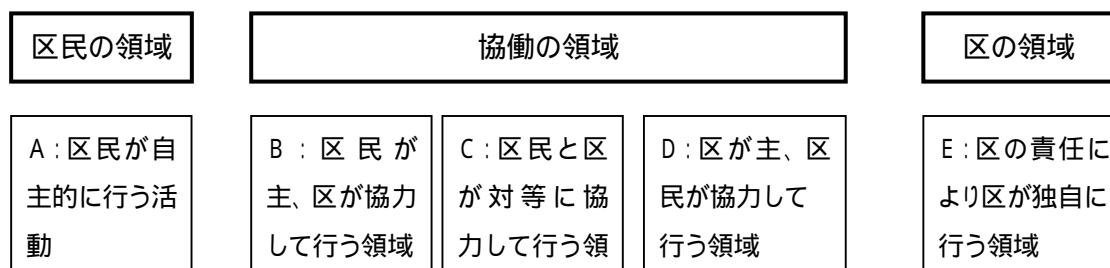 区民の領域
協働の領域
区の領域
A:区民が自
主的に行う活
動
B:区民が
主、区が協力
して行う領域
C:区民と区
が対等に協
力して行う領
D:区が主、区
民が協力して
行う領域
E:区の責任に
より区が独自に
行う領域